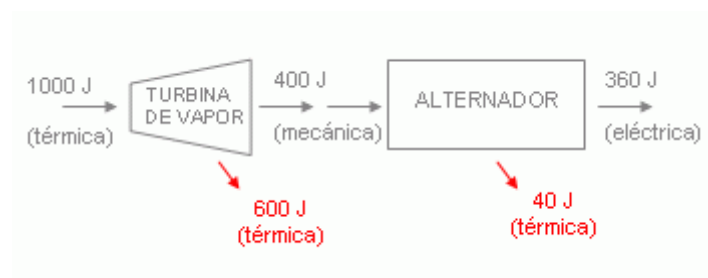 1000 J
(térmica)
TURBINA
DE VAPOR
400 J
(mecánica)
ALTERNADOR
360 J
(eléctrica)
600 J
(térmica)
40 J
(térmica)